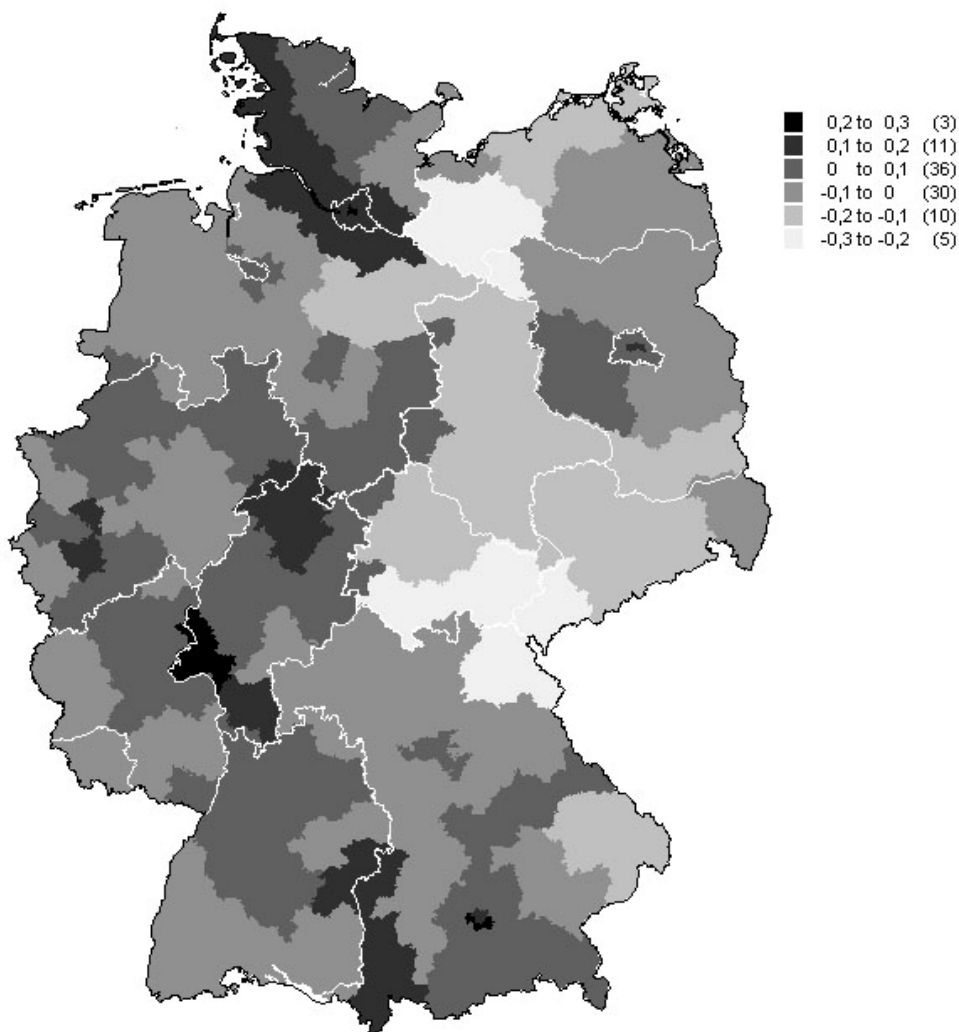 0,2 to 0,3 (3)
0,1 to 0,2 (11)
0 to 0,1 (36)
-0,1 to 0 (30)
-0,2 to -0,1 (10)
-0,3 to -0,2 (5)